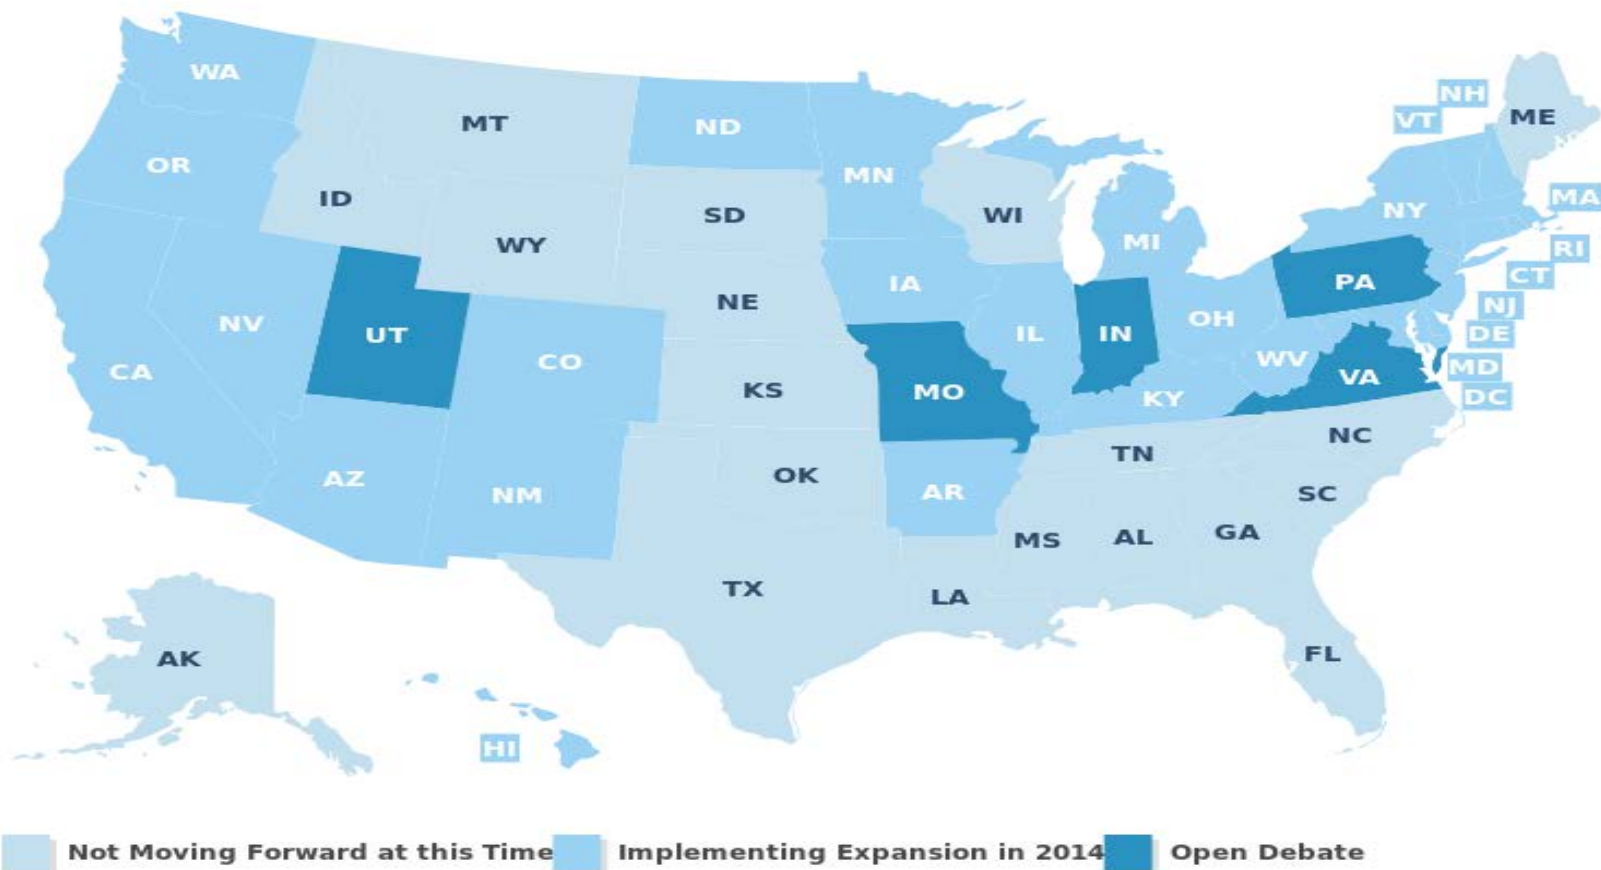 WA
MT
ND
NH
ME
VT
OR
MN
ID
SD
WI
MA
NY
WY
MI
RI
CT
IA
PA
NE
NJ
NV
UT
IL
IN
OH
DE
CO
WV
MD
CA
KS
MO
KY
VA
DC
NC
TN
AZ
NM
OK
AR
SC
MS
AL
GA
TX
LA
AK
FL
HI
Not Moving Forward at this Time
Implementing Expansion in 2014
Open Debate